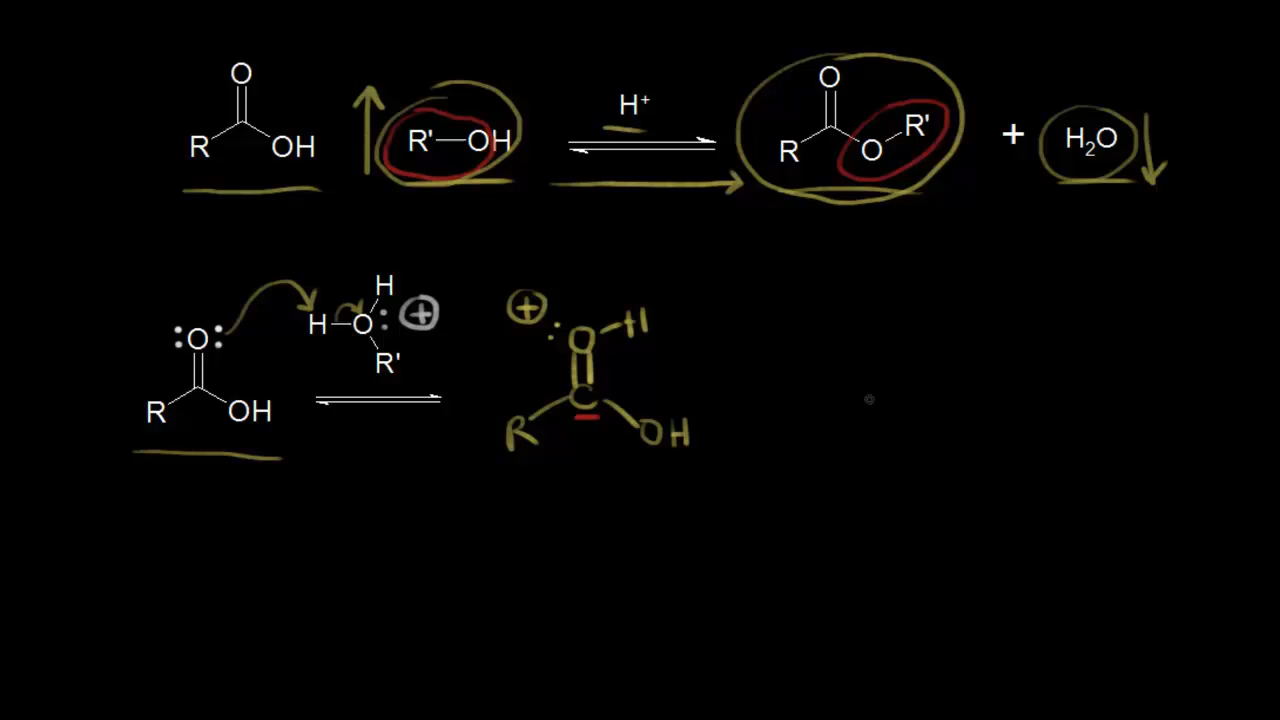 O O
R OH R'—OH H⁺ R O R' + H₂O
H
:O: H—O: + + :O—H
R'
R OH R C OH